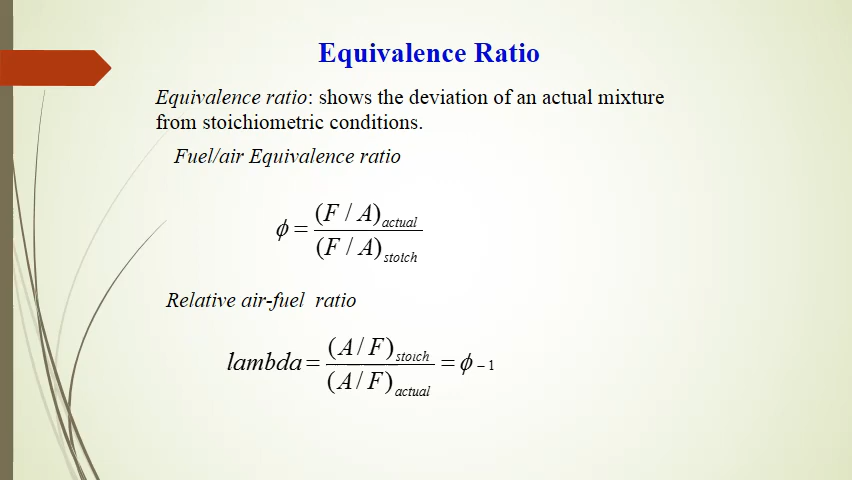 Equivalence Ratio
Equivalence ratio: shows the deviation of an actual mixture
from stoichiometric conditions.
Fuel/air Equivalence ratio
ϕ = (F / A)actual / (F / A)stoich
Relative air-fuel ratio
lambda = (A / F)stoich / (A / F)actual = ϕ − 1